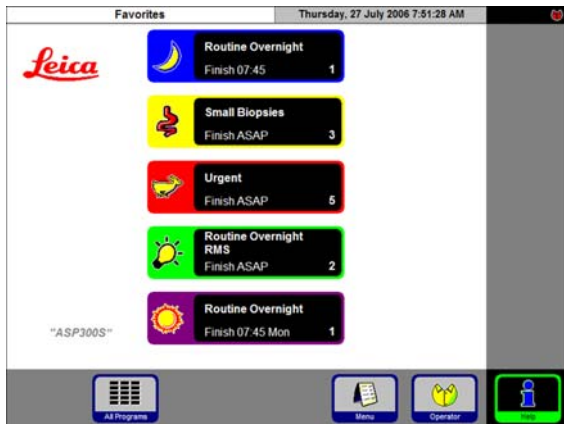 Favorites
Thursday, 27 July 2006 7:51:28 AM
Leica
Routine Overnight
Finish 07:45 1
Small Biopsies
Finish ASAP 3
Urgent
Finish ASAP 5
Routine Overnight
RMS
Finish ASAP 2
Routine Overnight
Finish 07:45 Mon 1
"ASP300S"
All Programs
Menu
Operator
Help